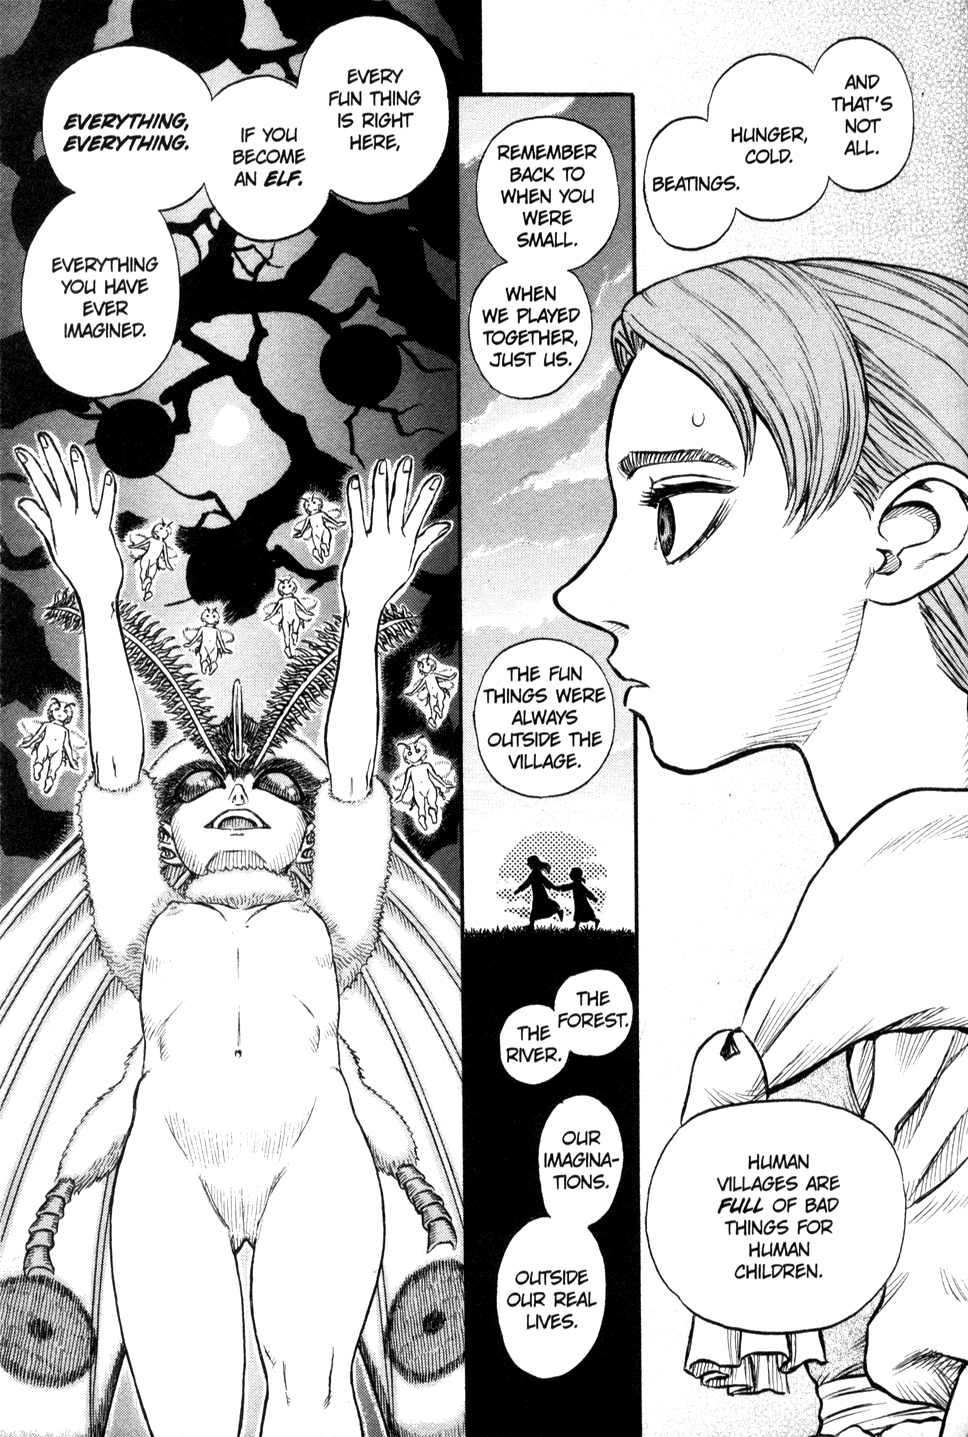 AND
THAT'S
NOT
ALL.
HUNGER,
COLD.
BEATINGS.
HUMAN
VILLAGES ARE
FULL OF BAD
THINGS FOR
HUMAN
CHILDREN.
REMEMBER
BACK TO
WHEN YOU
WERE
SMALL.
WHEN
WE PLAYED
TOGETHER,
JUST US.
THE FUN
THINGS WERE
ALWAYS
OUTSIDE THE
VILLAGE.
THE
FOREST.
THE
RIVER.
OUR
IMAGINA-
TIONS.
OUTSIDE
OUR REAL
LIVES.
EVERY
FUN THING
IS RIGHT
HERE,
IF YOU
BECOME
AN ELF.
EVERYTHING,
EVERYTHING.
EVERYTHING
YOU HAVE
EVER
IMAGINED.